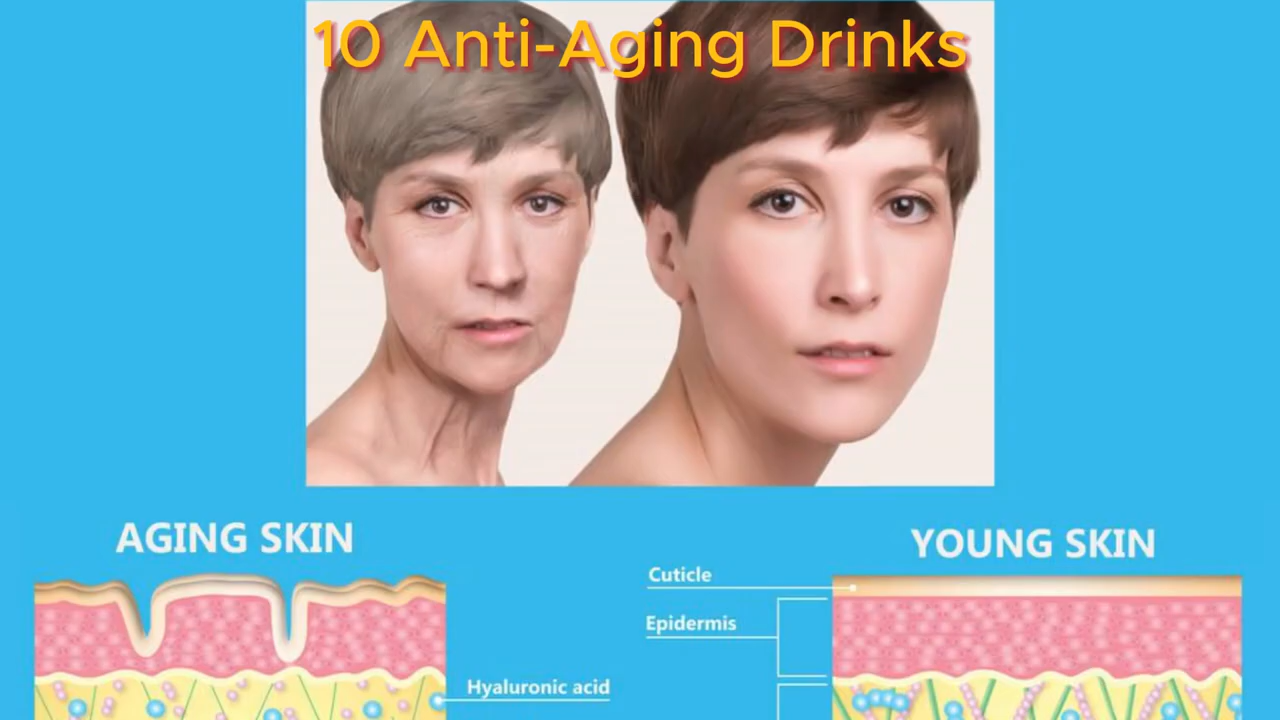 10 Anti-Aging Drinks
AGING SKIN
YOUNG SKIN
Cuticle
Epidermis
Hyaluronic acid